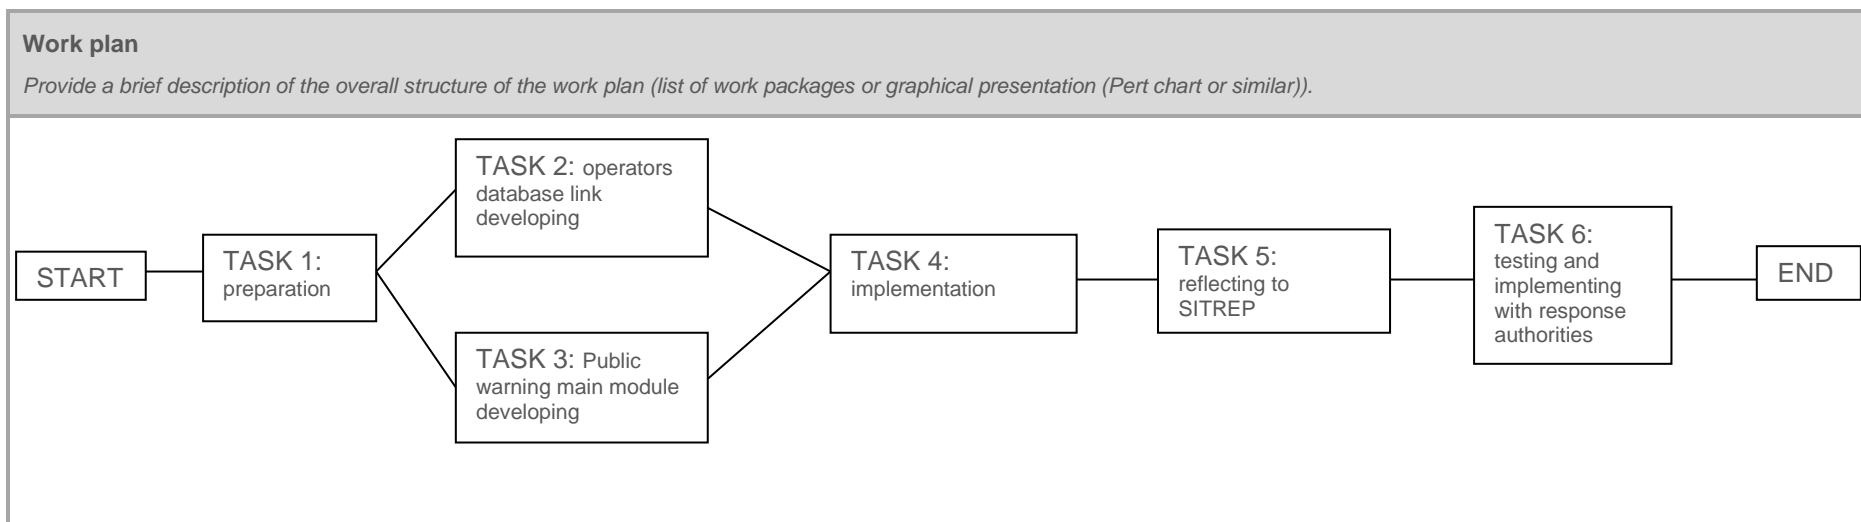 Work plan
Provide a brief description of the overall structure of the work plan (list of work packages or graphical presentation (Pert chart or similar)).
START
TASK 1:
preparation
TASK 2: operators
database link
developing
TASK 3: Public
warning main module
developing
TASK 4:
implementation
TASK 5:
reflecting to
SITREP
TASK 6:
testing and
implementing
with response
authorities
END